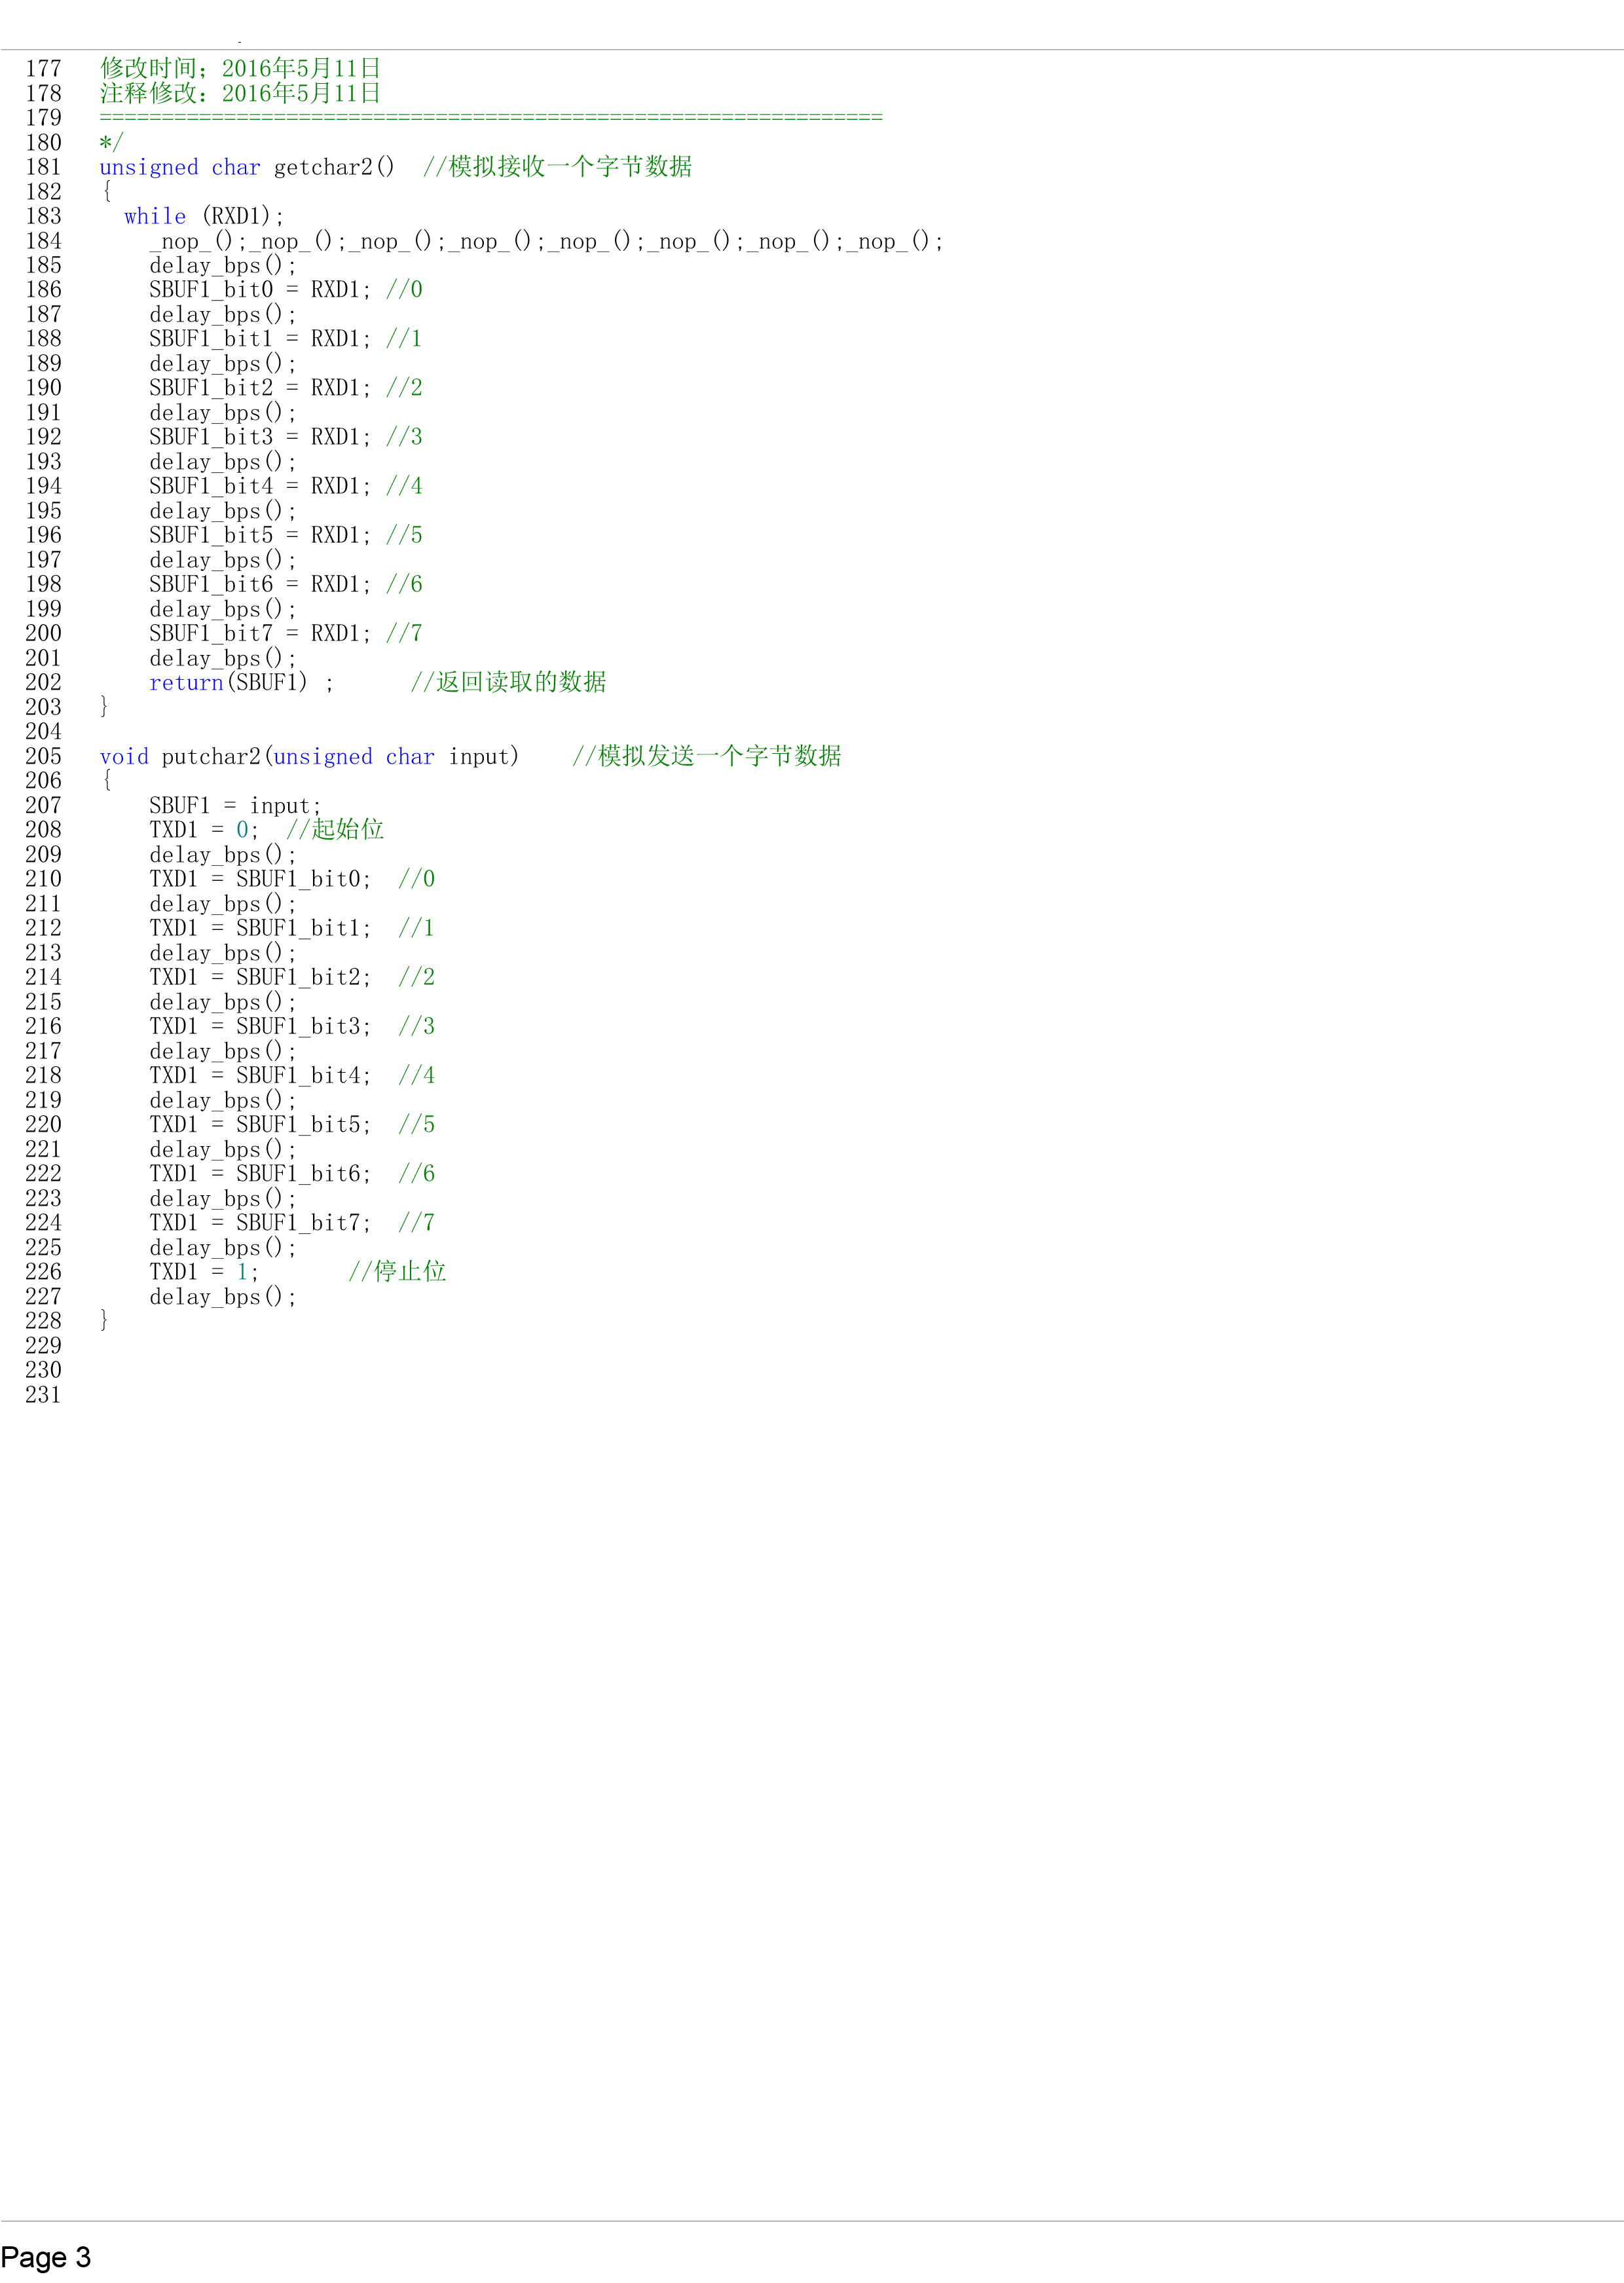 177 修改时间；2016年5月11日
178 注释修改：2016年5月11日
179 ===============================================================
180 */
181 unsigned char getchar2()  //模拟接收一个字节数据
182 {
183   while (RXD1);
184     _nop_();_nop_();_nop_();_nop_();_nop_();_nop_();_nop_();_nop_();
185     delay_bps();
186     SBUF1_bit0 = RXD1; //0
187     delay_bps();
188     SBUF1_bit1 = RXD1; //1
189     delay_bps();
190     SBUF1_bit2 = RXD1; //2
191     delay_bps();
192     SBUF1_bit3 = RXD1; //3
193     delay_bps();
194     SBUF1_bit4 = RXD1; //4
195     delay_bps();
196     SBUF1_bit5 = RXD1; //5
197     delay_bps();
198     SBUF1_bit6 = RXD1; //6
199     delay_bps();
200     SBUF1_bit7 = RXD1; //7
201     delay_bps();
202     return(SBUF1) ;      //返回读取的数据
203 }
204
205 void putchar2(unsigned char input)    //模拟发送一个字节数据
206 {
207     SBUF1 = input;
208     TXD1 = 0;  //起始位
209     delay_bps();
210     TXD1 = SBUF1_bit0;  //0
211     delay_bps();
212     TXD1 = SBUF1_bit1;  //1
213     delay_bps();
214     TXD1 = SBUF1_bit2;  //2
215     delay_bps();
216     TXD1 = SBUF1_bit3;  //3
217     delay_bps();
218     TXD1 = SBUF1_bit4;  //4
219     delay_bps();
220     TXD1 = SBUF1_bit5;  //5
221     delay_bps();
222     TXD1 = SBUF1_bit6;  //6
223     delay_bps();
224     TXD1 = SBUF1_bit7;  //7
225     delay_bps();
226     TXD1 = 1;       //停止位
227     delay_bps();
228 }
229
230
231
Page 3